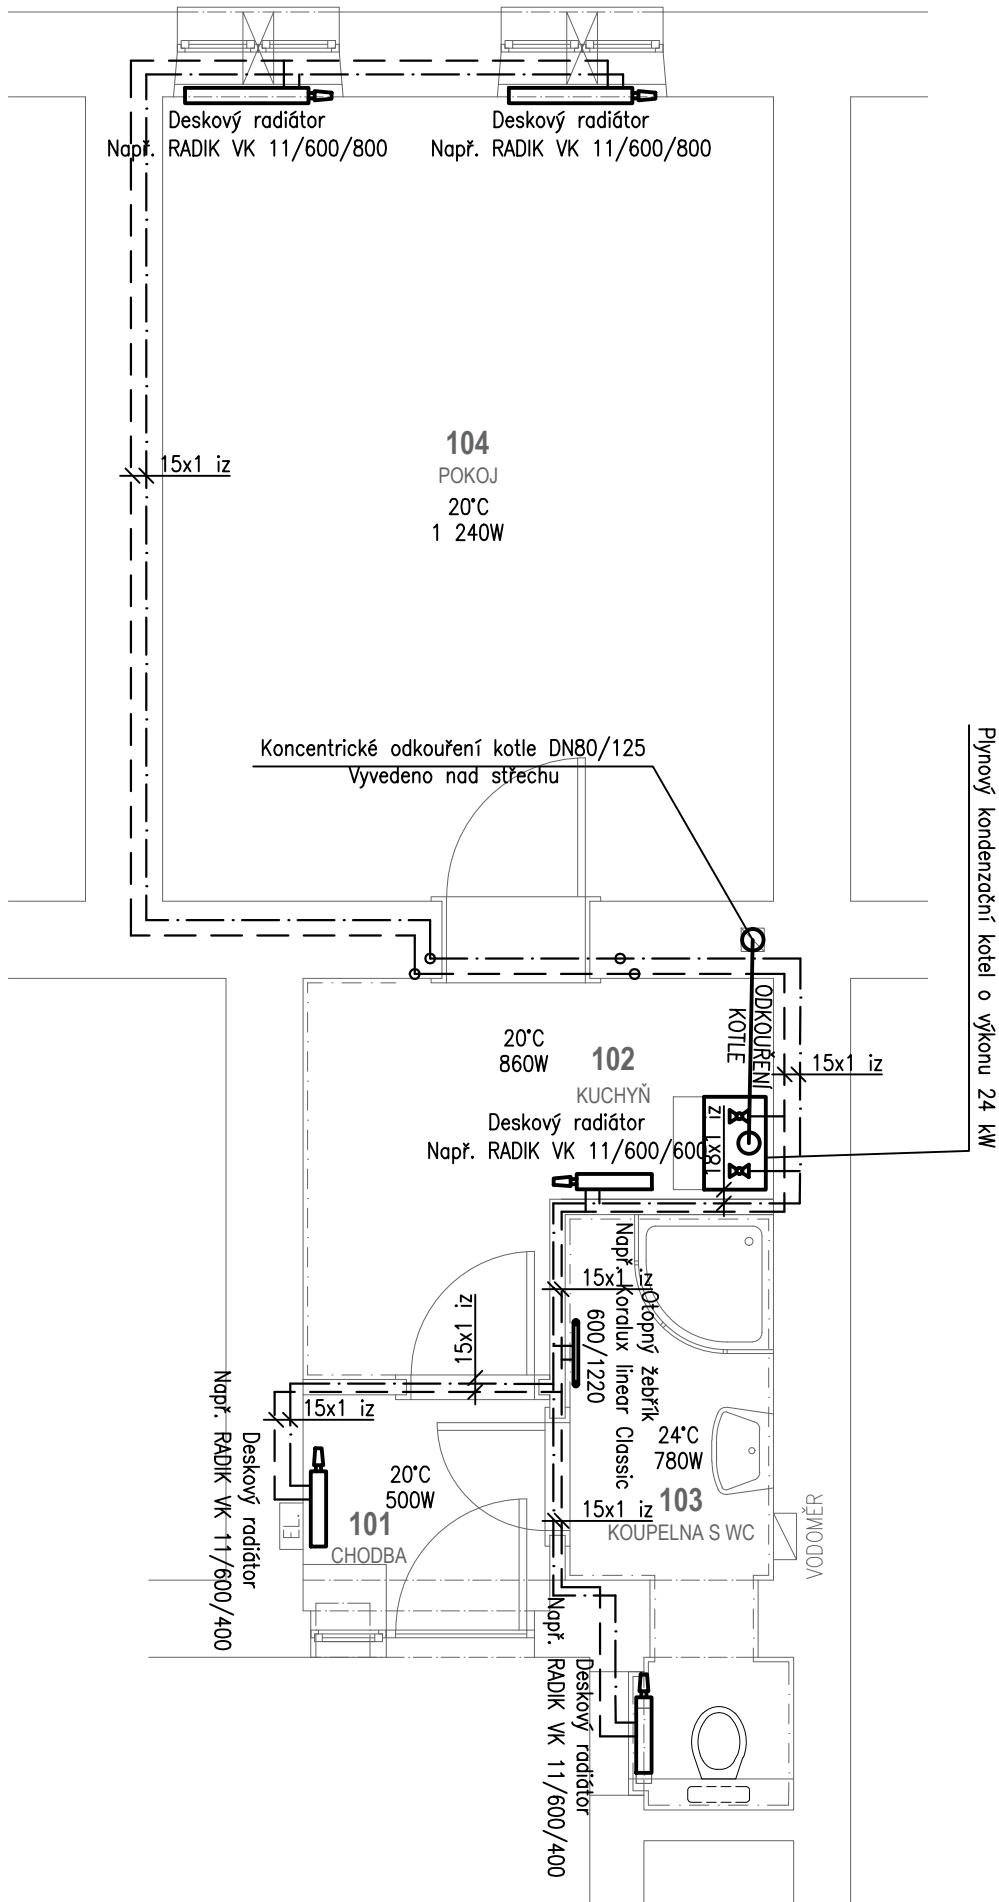 Deskový radiátor
Např. RADIK VK 11/600/800
Deskový radiátor
Např. RADIK VK 11/600/800
15x1 iz
104
POKOJ
20°C
1 240W
Koncentrické odkouření kotle DN80/125
Vyvedeno nad střechu
Plynový kondenzační kotel o výkonu 24 kW
ODKOUŘENÍ
KOTLE
15x1 iz
20°C
860W
102
KUCHYŇ
Deskový radiátor
Např. RADIK VK 11/600/600
18x1 iz
15x1 iz
Otopný žebřík
Např. Koralux linear Classic
600/1220
15x1 iz
15x1 iz
Deskový radiátor
Např. RADIK VK 11/600/400
20°C
500W
101
CHODBA
EL.
24°C
780W
103
KOUPELNA S WC
15x1 iz
VODOMĚR
Deskový radiátor
Např. RADIK VK 11/600/400